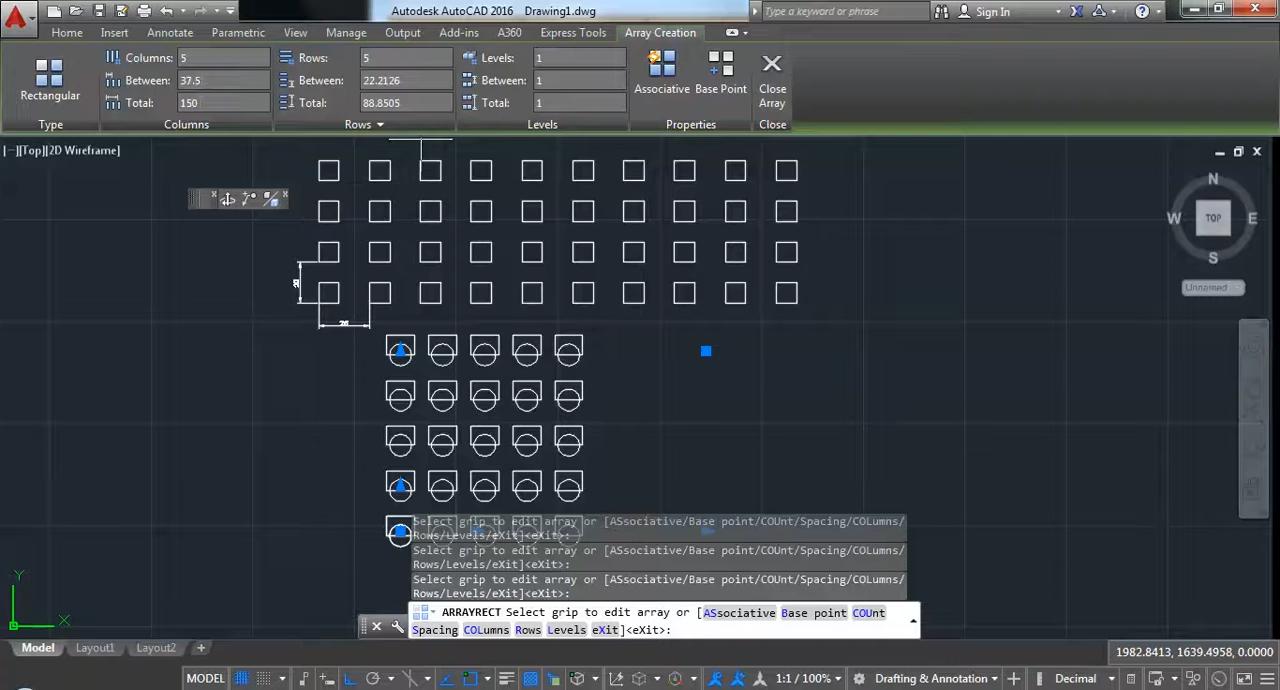 Autodesk AutoCAD 2016 Drawing1.dwg
Type a keyword or phrase
Sign In
Home Insert Annotate Parametric View Manage Output Add-ins A360 Express Tools Array Creation
Columns: 5 Rows: 5 Levels: 1
Between: 37.5 Between: 22.2126 Between: 1
Total: 150 Total: 88.8505 Total: 1
Rectangular Associative Base Point Close
Array
Type Columns Rows Levels Properties Close
[−][Top][2D Wireframe]
N
W TOP E
S
Unnamed
Select grip to edit array or [ASsociative/Base point/COUnt/Spacing/COLumns/
Rows/Levels/eXit]<eXit>:
Select grip to edit array or [ASsociative/Base point/COUnt/Spacing/COLumns/
Rows/Levels/eXit]<eXit>:
Select grip to edit array or [ASsociative/Base point/COUnt/Spacing/COLumns/
Rows/Levels/eXit]<eXit>:
ARRAYRECT Select grip to edit array or [ASsociative Base point COUnt
Spacing COLumns Rows Levels eXit]<eXit>:
Y
X
Model Layout1 Layout2 +
1982.8413, 1639.4958, 0.0000
MODEL 1:1 / 100% Drafting & Annotation Decimal